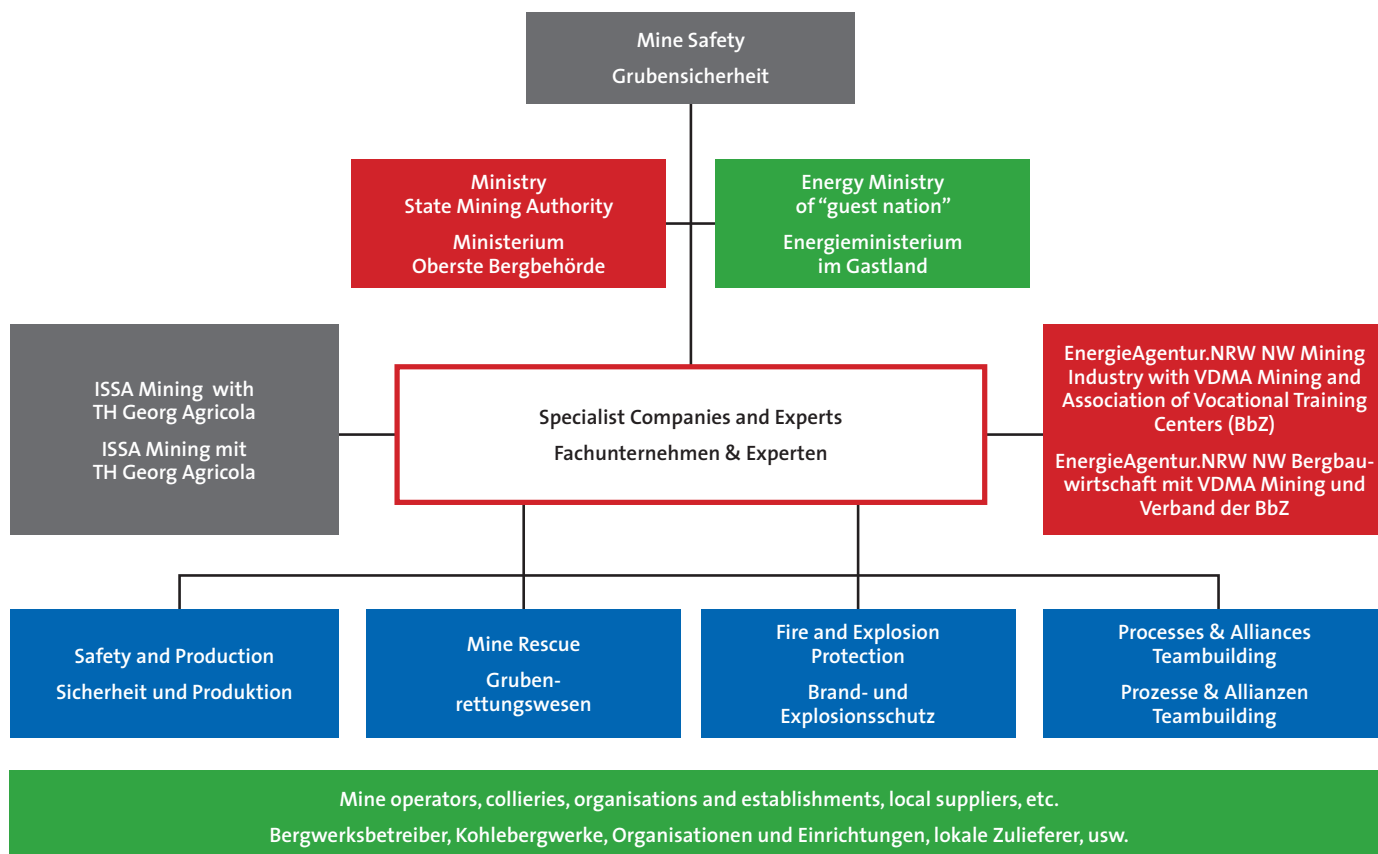 Mine Safety
Grubensicherheit
Ministry
State Mining Authority
Ministerium
Oberste Bergbehörde
Energy Ministry
of “guest nation”
Energieministerium
im Gastland
ISSA Mining with
TH Georg Agricola
ISSA Mining mit
TH Georg Agricola
Specialist Companies and Experts
Fachunternehmen & Experten
EnergieAgentur.NRW NW Mining
Industry with VDMA Mining and
Association of Vocational Training
Centers (BbZ)
EnergieAgentur.NRW NW Bergbau-
wirtschaft mit VDMA Mining und
Verband der BbZ
Safety and Production
Sicherheit und Produktion
Mine Rescue
Gruben-
rettungswesen
Fire and Explosion
Protection
Brand- und
Explosionsschutz
Processes & Alliances
Teambuilding
Prozesse & Allianzen
Teambuilding
Mine operators, collieries, organisations and establishments, local suppliers, etc.
Bergwerksbetreiber, Kohlebergwerke, Organisationen und Einrichtungen, lokale Zulieferer, usw.